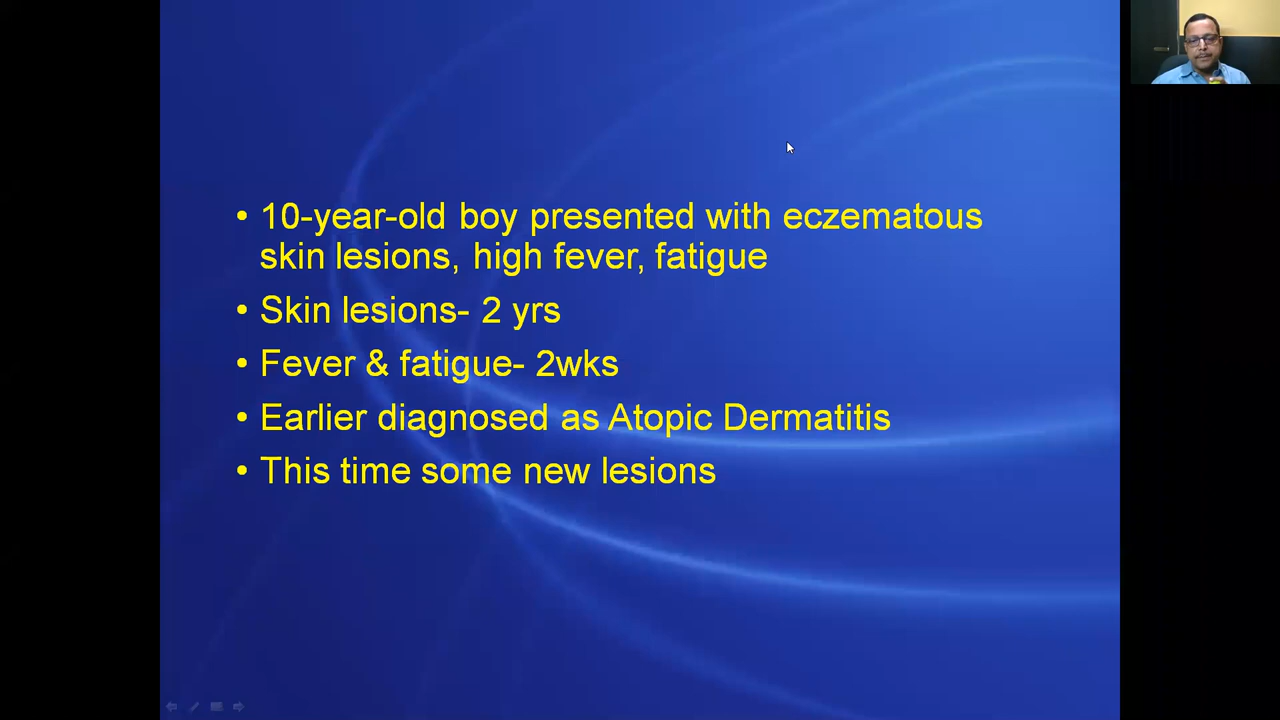 • 10-year-old boy presented with eczematous
skin lesions, high fever, fatigue
• Skin lesions- 2 yrs
• Fever & fatigue- 2wks
• Earlier diagnosed as Atopic Dermatitis
• This time some new lesions